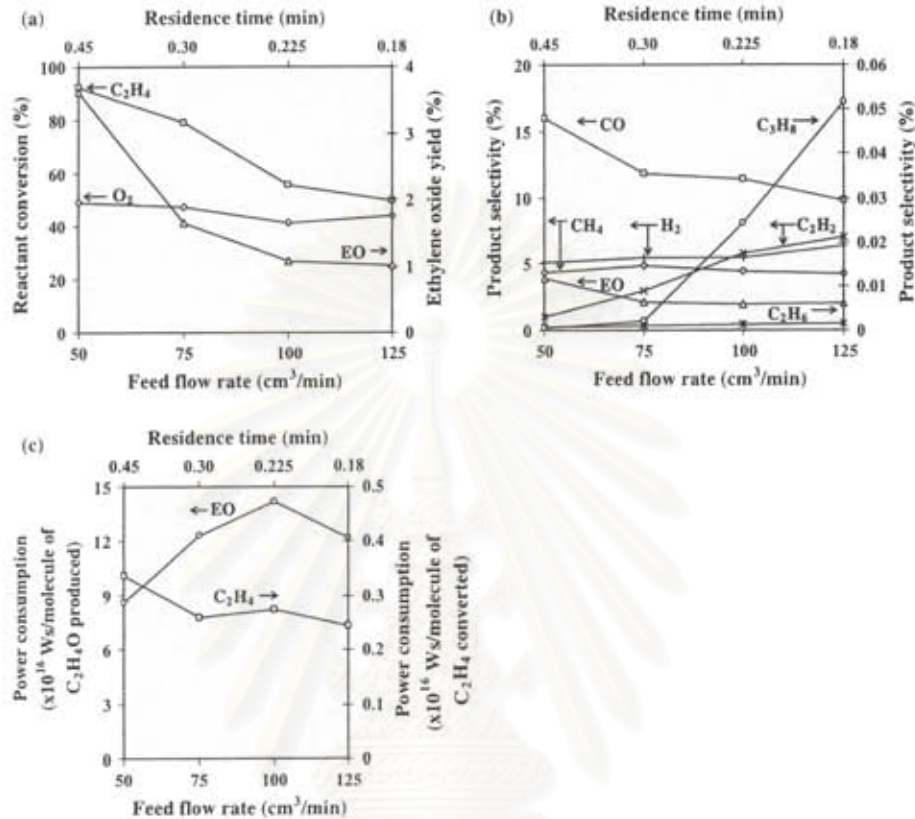 (a)
Residence time (min)
0.45 0.30 0.225 0.18
100 80 60 40 20 0
Reactant conversion (%)
C₂H₄
O₂
EO
4 3 2 1 0
Ethylene oxide yield (%)
50 75 100 125
Feed flow rate (cm³/min)
(b)
Residence time (min)
0.45 0.30 0.225 0.18
20 15 10 5 0
Product selectivity (%)
CO
C₃H₈
CH₄
H₂
C₂H₂
EO
C₂H₆
0.06 0.05 0.04 0.03 0.02 0.01 0
Product selectivity (%)
50 75 100 125
Feed flow rate (cm³/min)
(c)
Residence time (min)
0.45 0.30 0.225 0.18
15 12 9 6 3 0
Power consumption
(x10¹⁶ Ws/molecule of
C₂H₄O produced)
EO
C₂H₄
0.5 0.4 0.3 0.2 0.1 0
Power consumption
(x10¹⁶ Ws/molecule of
C₂H₄ converted)
50 75 100 125
Feed flow rate (cm³/min)